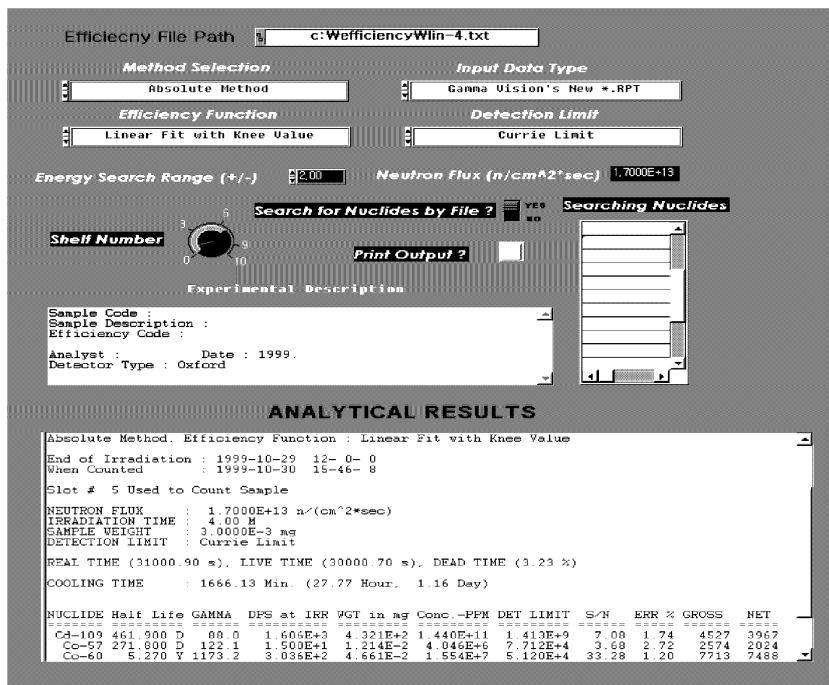 Efficiecny File Path c:₩efficiency₩lin-4.txt
Method Selection Input Data Type
Absolute Method Gamma Vision's New *.RPT
Efficiency Function Detection Limit
Linear Fit with Knee Value Currie Limit
Energy Search Range (+/-) 2,00 Neutron Flux (n/cm^2*sec) 1,7000E+13
Search for Nuclides by File ? YES NO Searching Nuclides
Shelf Number 0 3 6 9 10
Print Output ?
Experimental Description
Sample Code :
Sample Description :
Efficiency Code :
Analyst : Date : 1999.
Detector Type : Oxford
ANALYTICAL RESULTS
Absolute Method, Efficiency Function : Linear Fit with Knee Value
End of Irradiation : 1999-10-29 12- 0- 0
When Counted : 1999-10-30 15-46- 8
Slot # 5 Used to Count Sample
NEUTRON FLUX : 1.7000E+13 n/(cm^2*sec)
IRRADIATION TIME : 4.00 M
SAMPLE WEIGHT : 3.0000E-3 mg
DETECTION LIMIT : Currie Limit
REAL TIME (31000.90 s), LIVE TIME (30000.70 s), DEAD TIME (3.23 %)
COOLING TIME : 1666.13 Min. (27.77 Hour, 1.16 Day)
NUCLIDE Half Life GAMMA DPS at IRR WGT in mg Conc.-PPM DET LIMIT S/N ERR % GROSS NET
Cd-109 461.900 D 88.0 1.606E+3 4.321E+2 1.440E+11 1.413E+9 7.08 1.74 4527 3967
Co-57 271.800 D 122.1 1.500E+1 1.214E-2 4.046E+6 7.712E+4 3.68 2.72 2574 2024
Co-60 5.270 Y 1173.2 3.036E+2 4.661E-2 1.554E+7 5.120E+4 33.28 1.20 7713 7488